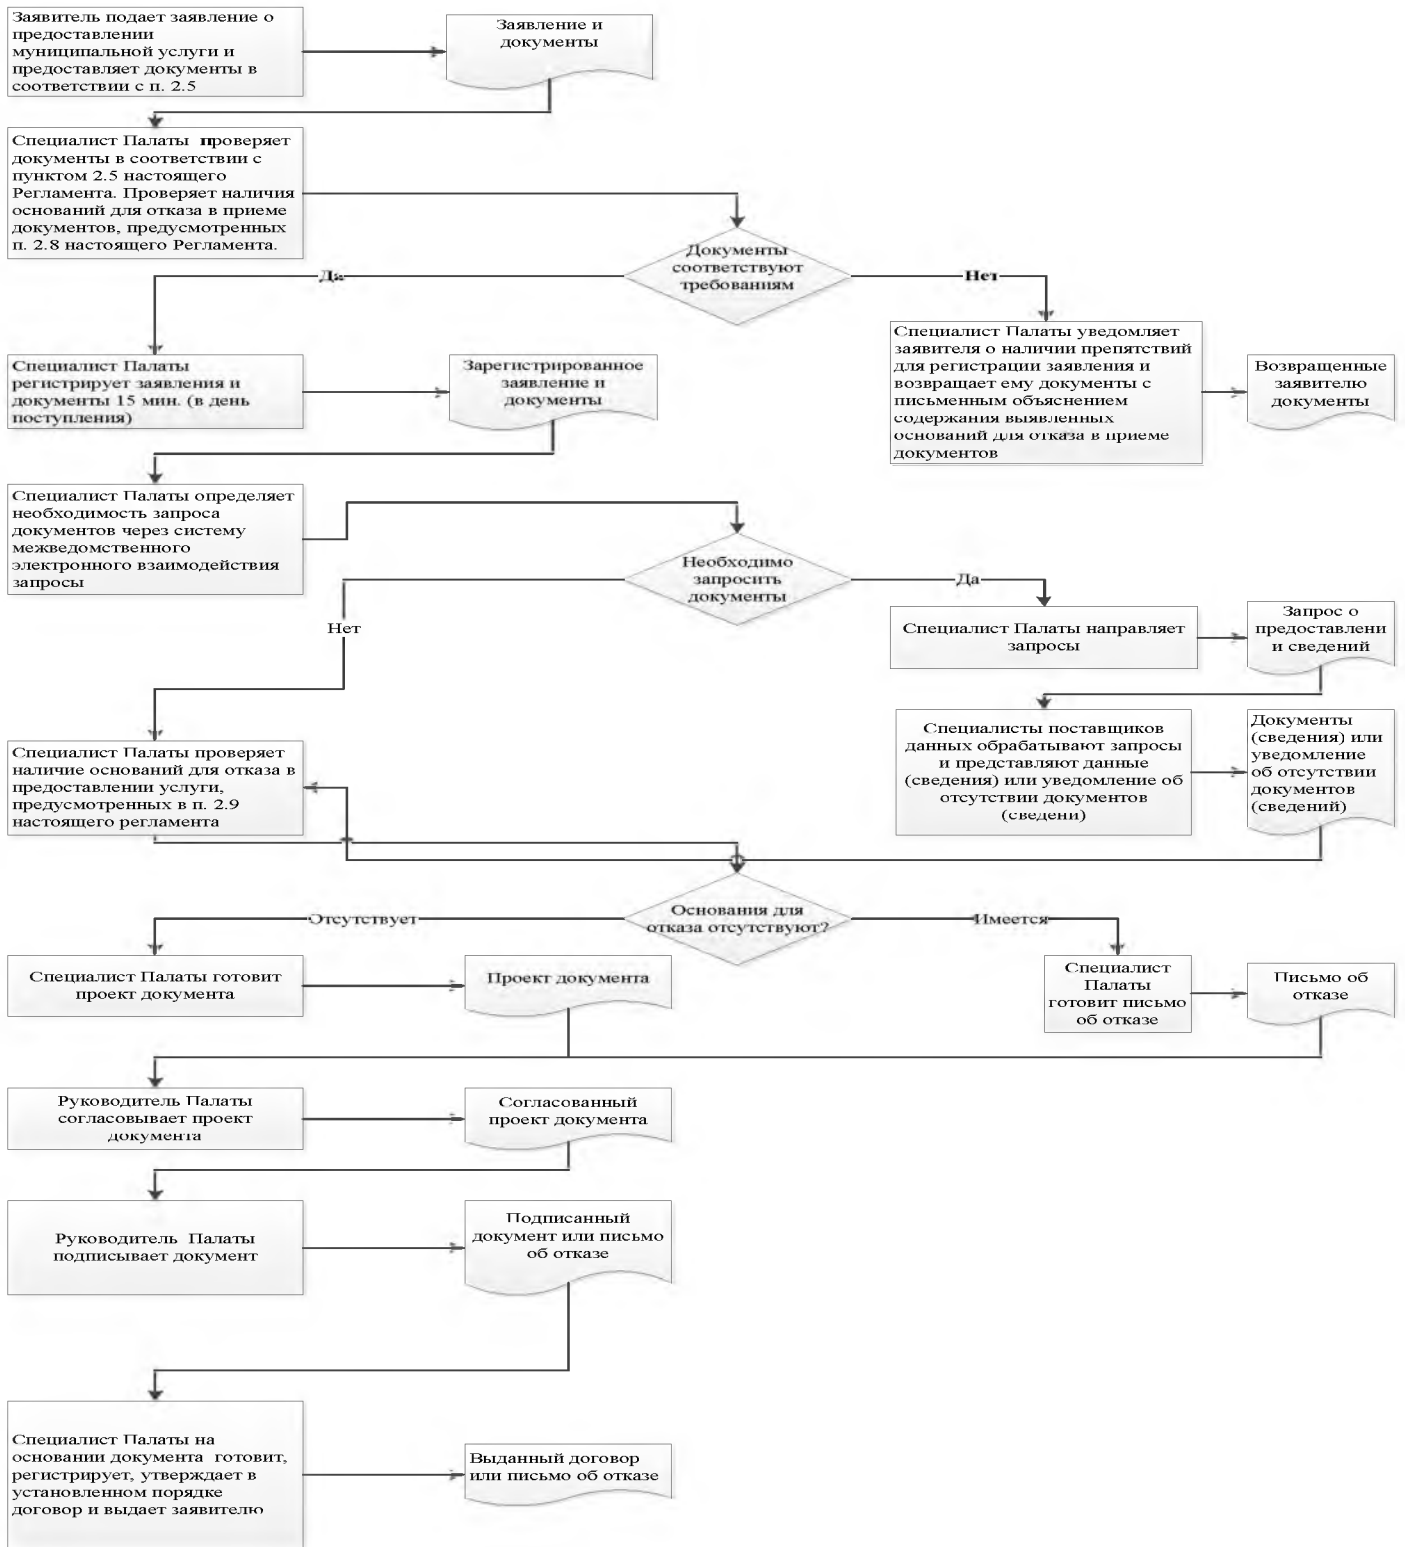 Заявитель подает заявление о
предоставлении
муниципальной услуги и
предоставляет документы в
соответствии с п. 2.5
Заявление и
документы
Специалист Палаты проверяет
документы в соответствии с
пунктом 2.5 настоящего
Регламента. Проверяет наличия
оснований для отказа в приеме
документов, предусмотренных
п. 2.8 настоящего Регламента.
Документы
соответствуют
требованиям
Да
Нет
Специалист Палаты
регистрирует заявления и
документы 15 мин. (в день
поступления)
Зарегистрированное
заявление и
документы
Специалист Палаты уведомляет
заявителя о наличии препятствий
для регистрации заявления и
возвращает ему документы с
письменным объяснением
содержания выявленных
оснований для отказа в приеме
документов
Возвращенные
заявителю
документы
Специалист Палаты определяет
необходимость запроса
документов через систему
межведомственного
электронного взаимодействия
запросы
Необходимо
запросить
документы
Да
Нет
Специалист Палаты направляет
запросы
Запрос о
предоставлени
и сведений
Специалисты поставщиков
данных обрабатывают запросы
и представляют данные
(сведения) или уведомление об
отсутствии документов
(сведени)
Документы
(сведения) или
уведомление
об отсутствии
документов
(сведений)
Специалист Палаты проверяет
наличие оснований для отказа в
предоставлении услуги,
предусмотренных в п. 2.9
настоящего регламента
Основания для
отказа отсутствуют?
Отсутствует
Имеется
Специалист Палаты готовит
проект документа
Проект документа
Специалист
Палаты
готовит письмо
об отказе
Письмо об
отказе
Руководитель Палаты
согласовывает проект
документа
Согласованный
проект документа
Руководитель Палаты
подписывает документ
Подписанный
документ или письмо
об отказе
Специалист Палаты на
основании документа готовит,
регистрирует, утверждает в
установленном порядке
договор и выдает заявителю
Выданный договор
или письмо об отказе